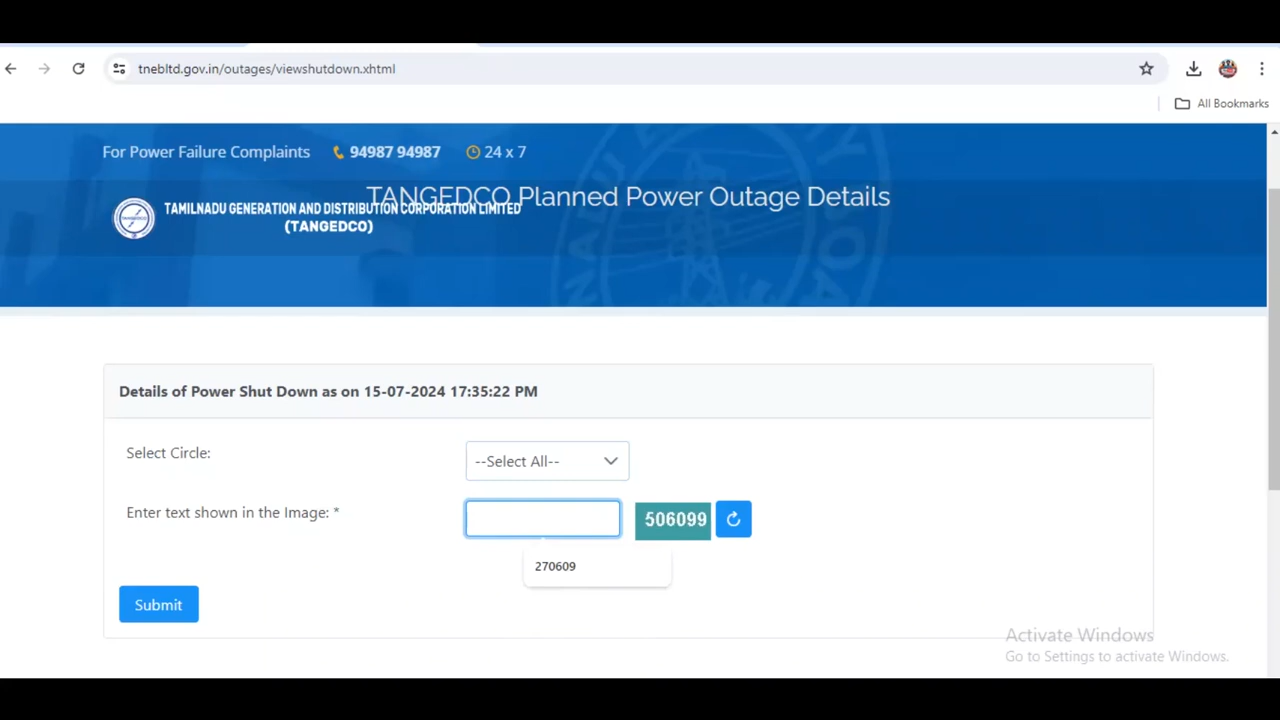 tnebltd.gov.in/outages/viewshutdown.xhtml
All Bookmarks
For Power Failure Complaints 94987 94987 24 x 7
TANGEDCO Planned Power Outage Details
TAMILNADU GENERATION AND DISTRIBUTION CORPORATION LIMITED
(TANGEDCO)
Details of Power Shut Down as on 15-07-2024 17:35:22 PM
Select Circle:
--Select All--
Enter text shown in the Image: *
506099
270609
Submit
Activate Windows
Go to Settings to activate Windows.